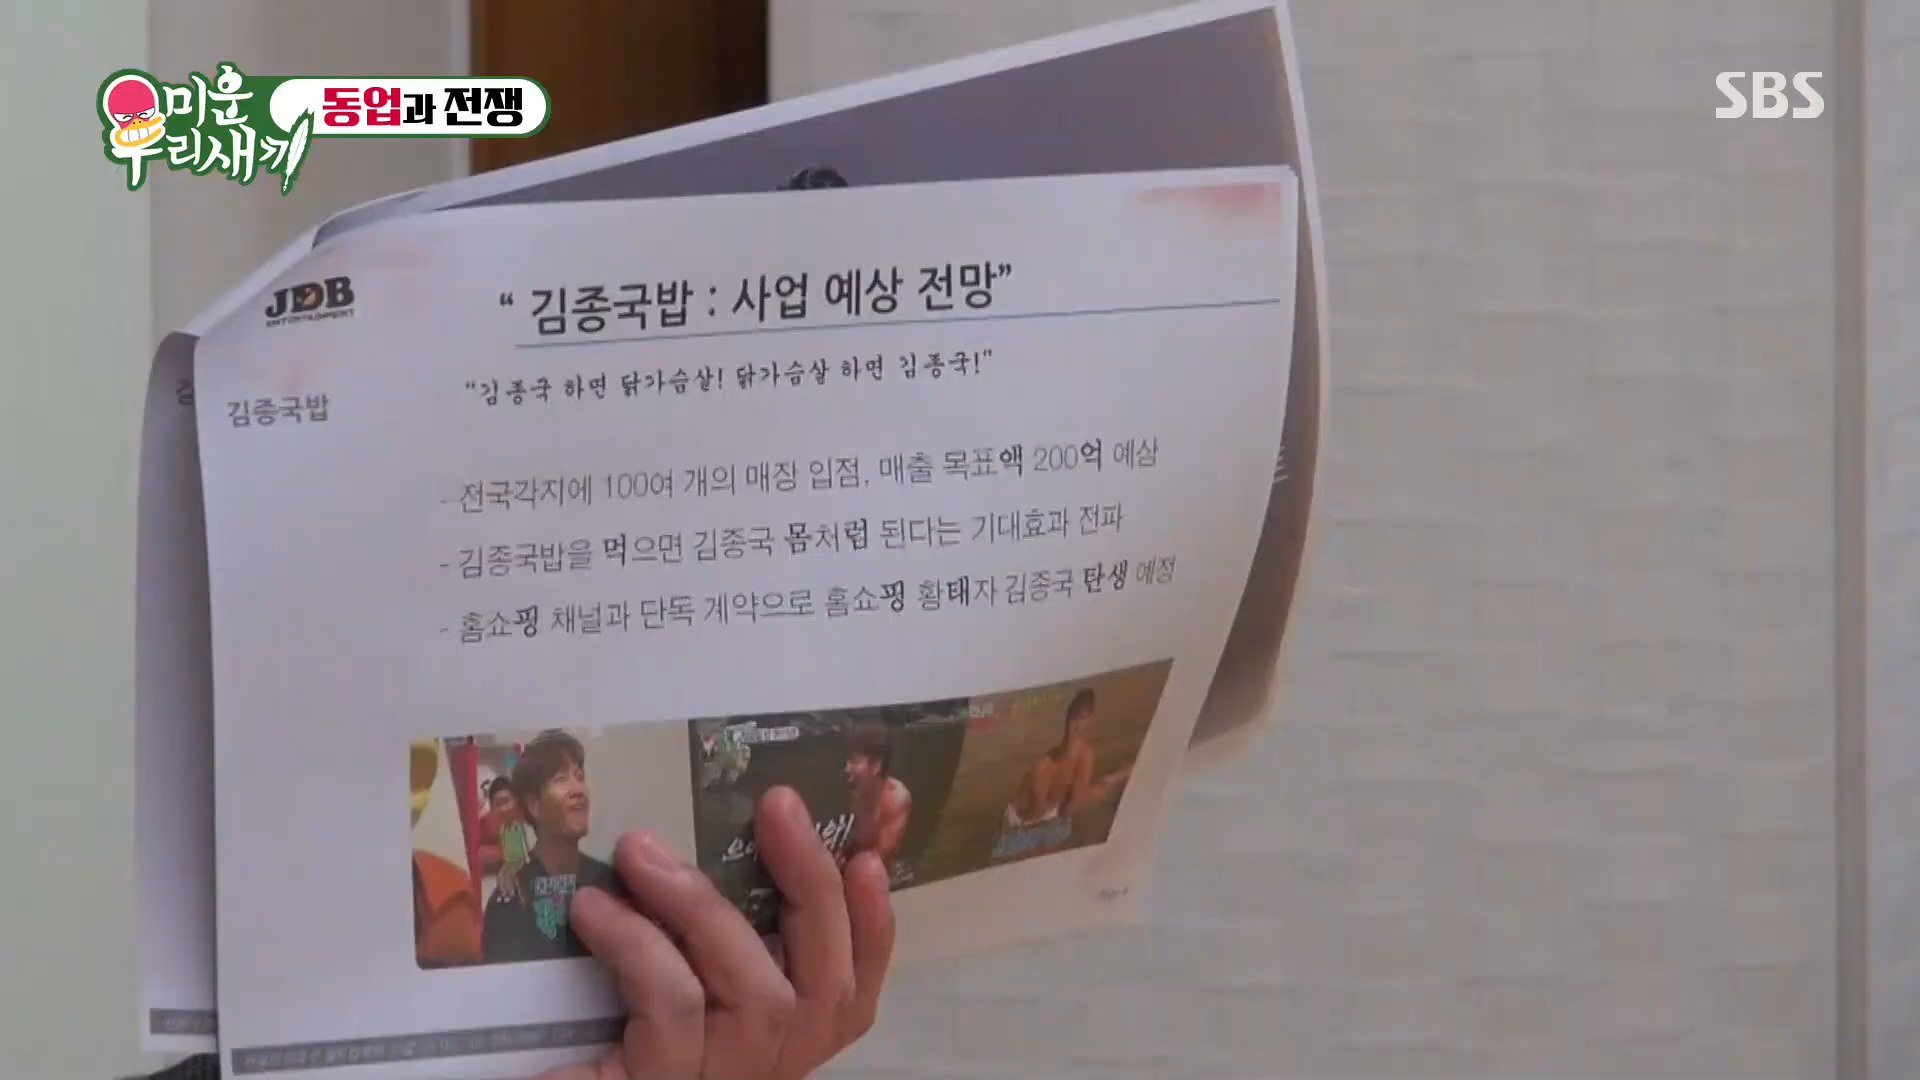 미운
우리새끼
동업과 전쟁
SBS
JDB
ENTERTAINMENT
“ 김종국밥 : 사업 예상 전망”
“김종국 하면 닭가슴살! 닭가슴살 하면 김종국!”
김종국밥
- 전국각지에 100여 개의 매장 입점, 매출 목표액 200억 예상
- 김종국밥을 먹으면 김종국 몸처럼 된다는 기대효과 전파
- 홈쇼핑 채널과 단독 계약으로 홈쇼핑 황태자 김종국 탄생 예정